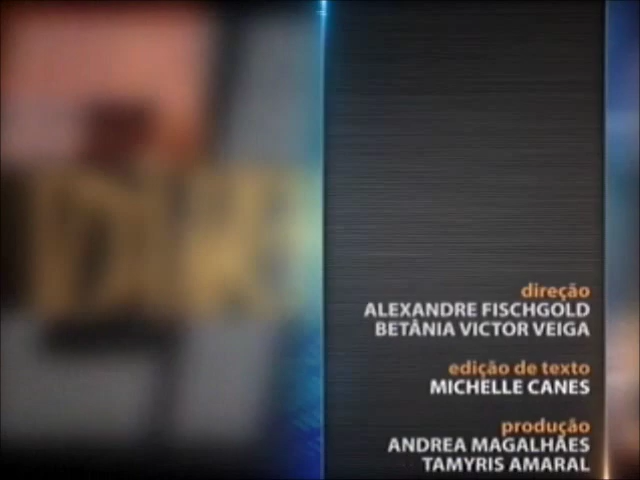 direção
ALEXANDRE FISCHGOLD
BETÂNIA VICTOR VEIGA
edição de texto
MICHELLE CANES
produção
ANDREA MAGALHÃES
TAMYRIS AMARAL